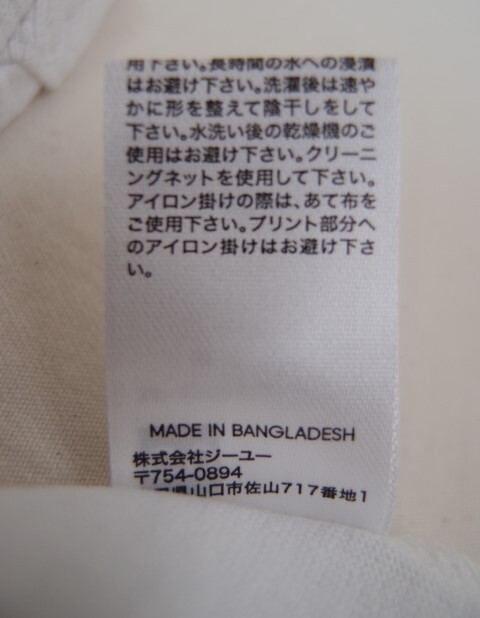 用下さい。長時間の水への浸漬
はお避け下さい。洗濯後は速や
かに形を整えて陰干しをして
下さい。水洗い後の乾燥機のご
使用はお避け下さい。クリーニ
ングネットを使用して下さい。
アイロン掛けの際は、あて布を
ご使用下さい。プリント部分へ
のアイロン掛けはお避け下さ
い。
MADE IN BANGLADESH
株式会社ジーユー
〒754-0894
県山口市佐山717番地1